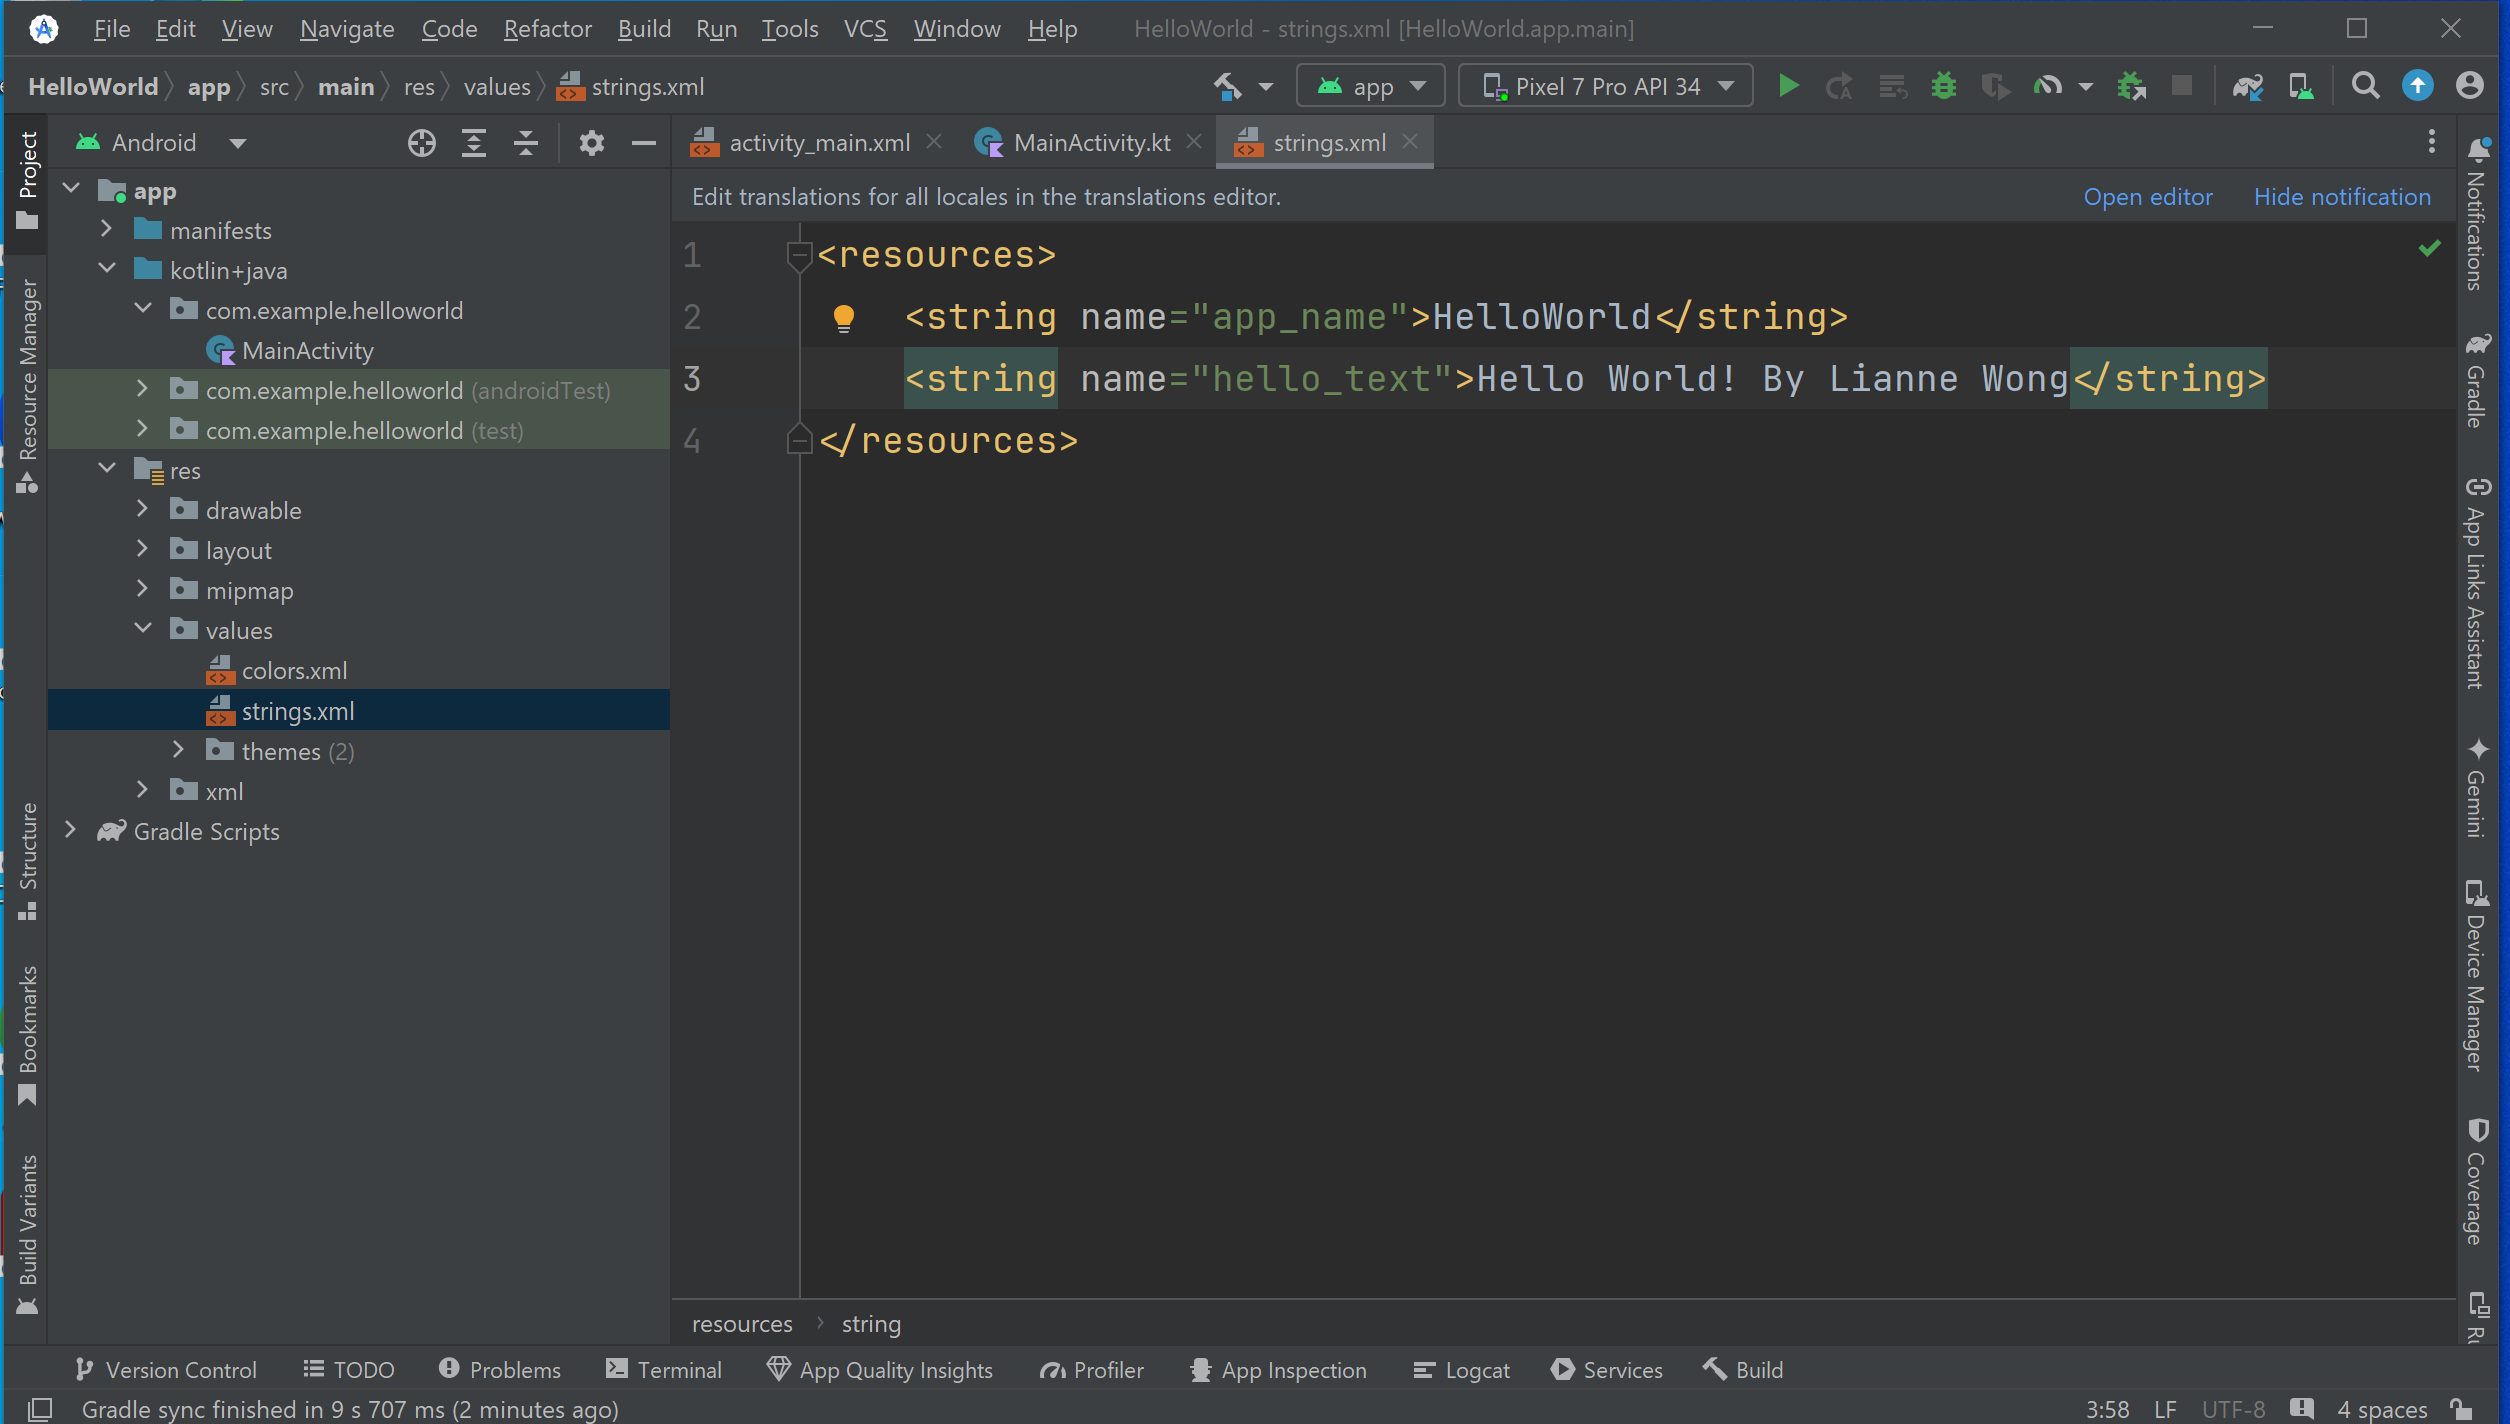 File Edit View Navigate Code Refactor Build Run Tools VCS Window Help HelloWorld - strings.xml [HelloWorld.app.main]
HelloWorld app src main res values strings.xml app Pixel 7 Pro API 34
Project
Resource Manager
Structure
Bookmarks
Build Variants
Android
app
manifests
kotlin+java
com.example.helloworld
MainActivity
com.example.helloworld (androidTest)
com.example.helloworld (test)
res
drawable
layout
mipmap
values
colors.xml
strings.xml
themes (2)
xml
Gradle Scripts
activity_main.xml MainActivity.kt strings.xml
Edit translations for all locales in the translations editor. Open editor Hide notification
1 <resources>
2 <string name="app_name">HelloWorld</string>
3 <string name="hello_text">Hello World! By Lianne Wong</string>
4 </resources>
resources string
Notifications
Gradle
App Links Assistant
Gemini
Device Manager
Coverage
Version Control TODO Problems Terminal App Quality Insights Profiler App Inspection Logcat Services Build
Gradle sync finished in 9 s 707 ms (2 minutes ago) 3:58 LF UTF-8 4 spaces